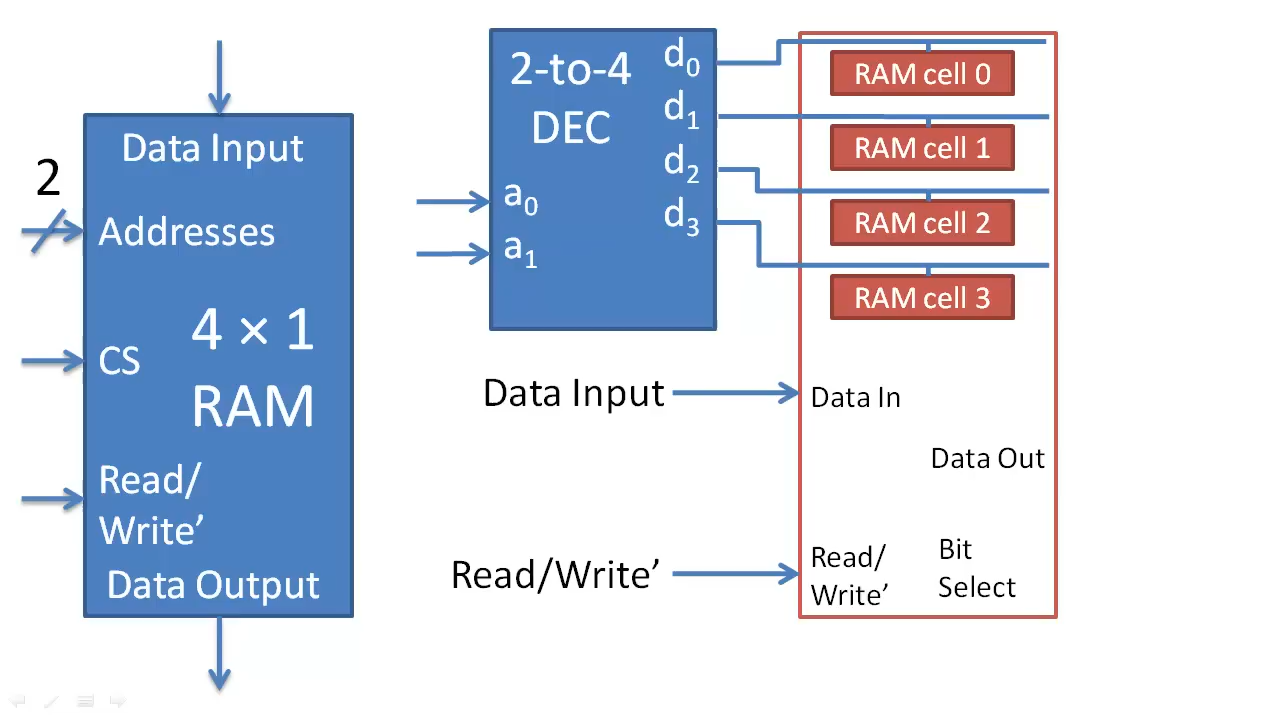 2
Data Input
Addresses
CS
4 × 1
RAM
Read/
Write’
Data Output
2-to-4
DEC
a0
a1
d0
d1
d2
d3
RAM cell 0
RAM cell 1
RAM cell 2
RAM cell 3
Data Input
Data In
Data Out
Read/Write’
Read/
Write’
Bit
Select